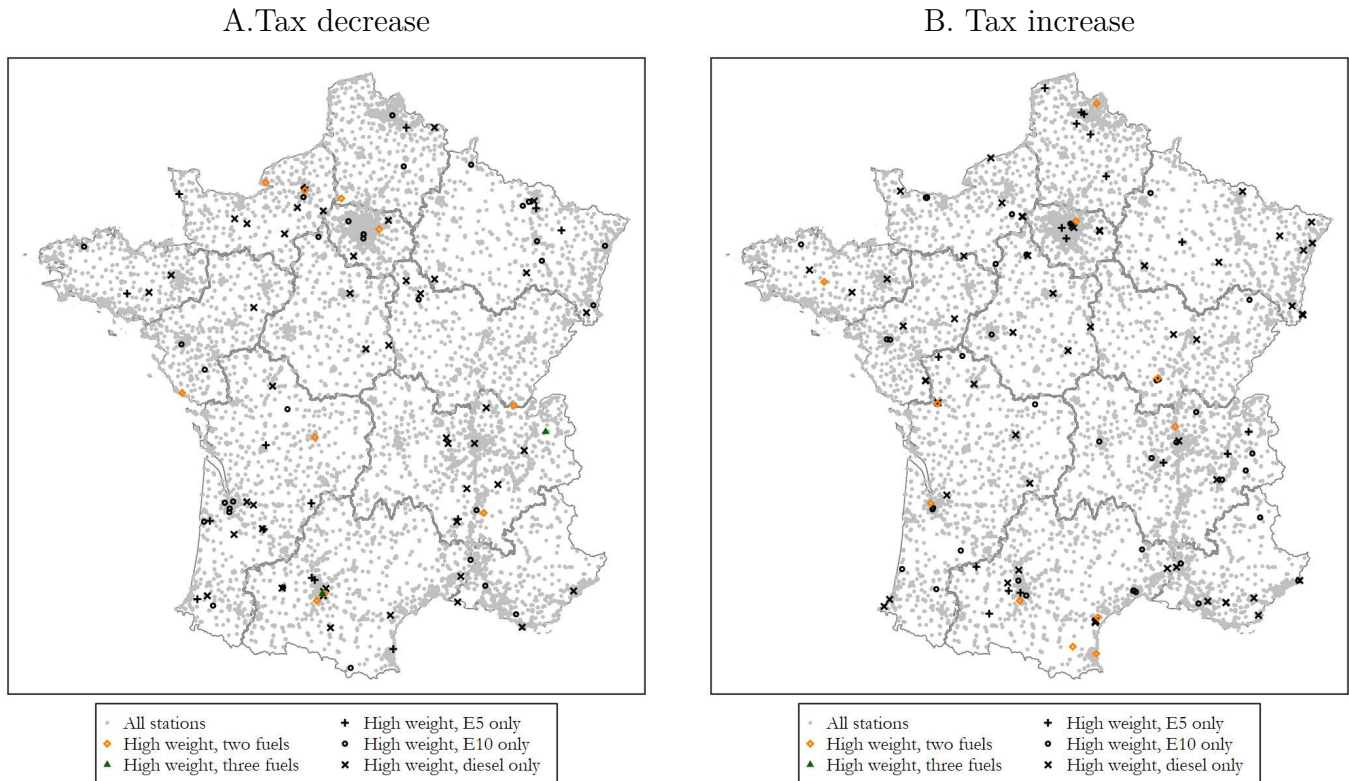 A.Tax decrease
B. Tax increase
All stations
High weight, two fuels
High weight, three fuels
High weight, E5 only
High weight, E10 only
High weight, diesel only
All stations
High weight, two fuels
High weight, three fuels
High weight, E5 only
High weight, E10 only
High weight, diesel only